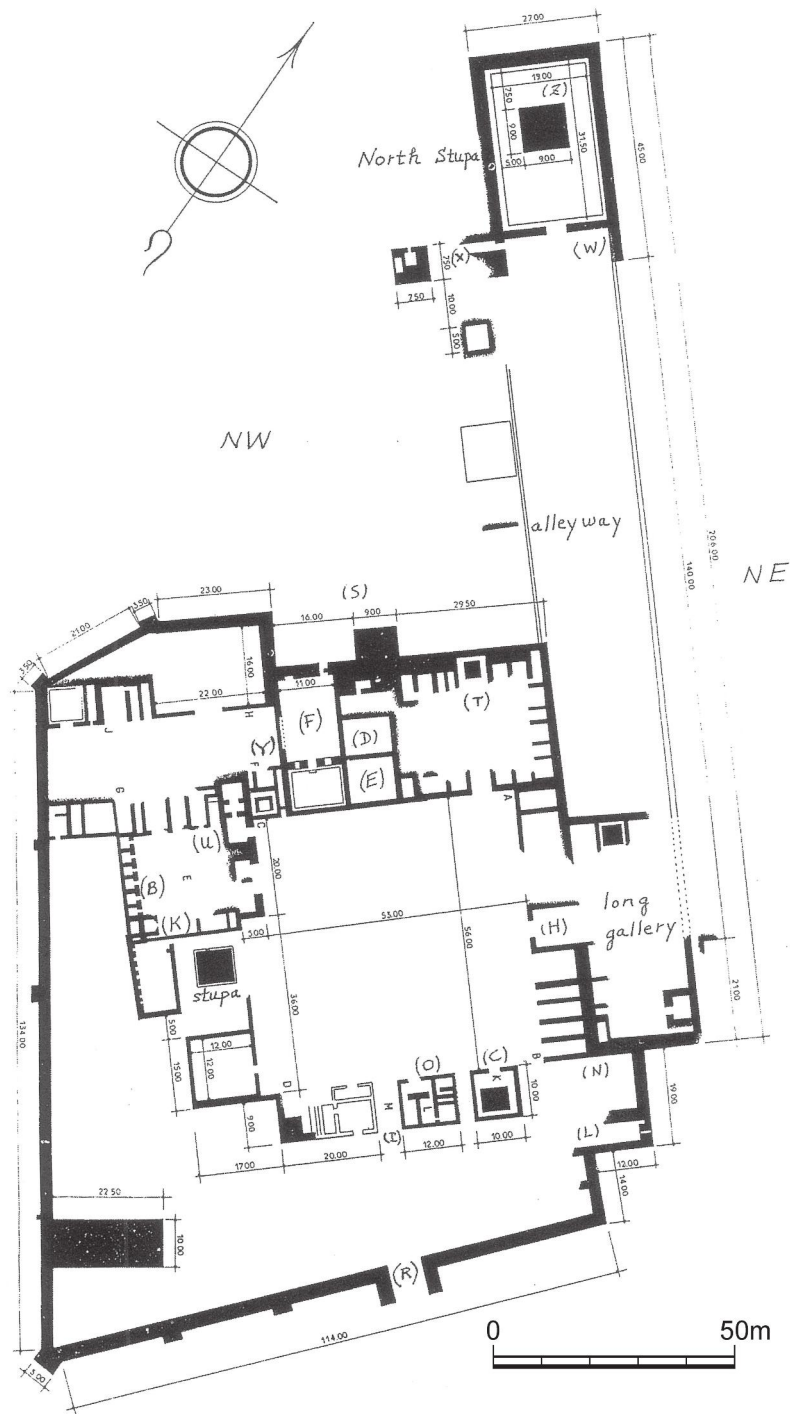 27.00
19.00
(Z)
7.50
9.00
31.50
5.00
9.00
45.00
North Stupa
(X)
(W)
7.50
2.50
10.00
5.00
NW
alleyway
206.00
140.00
NE
23.00
(S)
3.50
21.00
16.00
9.00
29.50
3.50
16.00
11.00
22.00
H
(F)
(T)
J
(D)
(Y)
F
(E)
G
A
C
(U)
20.00
(B)
E
long
gallery
(K)
53.00
(H)
5.00
56.00
stupa
21.00
36.00
134.00
5.00
12.00
15.00
12.00
(O)
(C)
B
(N)
D
K
10.00
M
L
19.00
9.00
(I)
(L)
12.00
10.00
17.00
20.00
12.00
14.00
22.50
10.00
(R)
114.00
5.00
0
50m